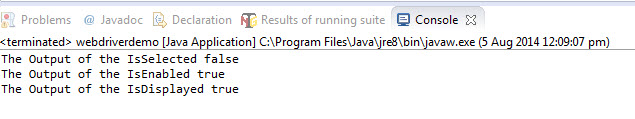 Problems @ Javadoc Declaration Results of running suite Console
<terminated> webdriverdemo [Java Application] C:\Program Files\Java\jre8\bin\javaw.exe (5 Aug 2014 12:09:07 pm)
The Output of the IsSelected false
The Output of the IsEnabled true
The Output of the IsDisplayed true